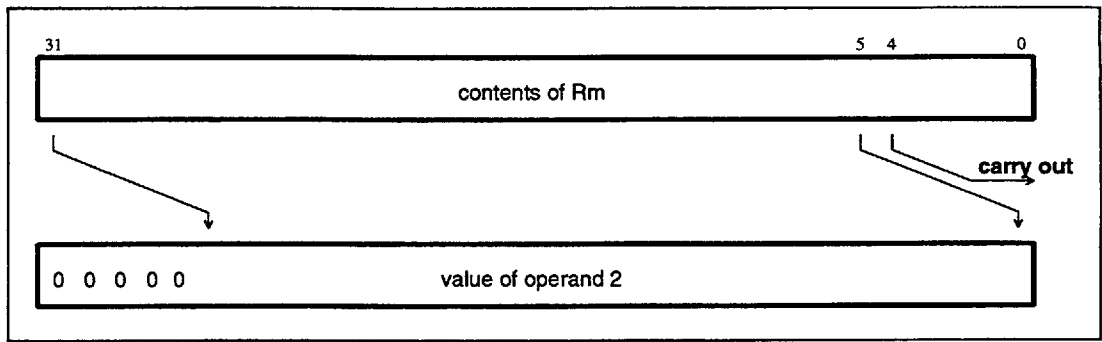 31 5 4 0
contents of Rm
carry out
0 0 0 0 0 value of operand 2